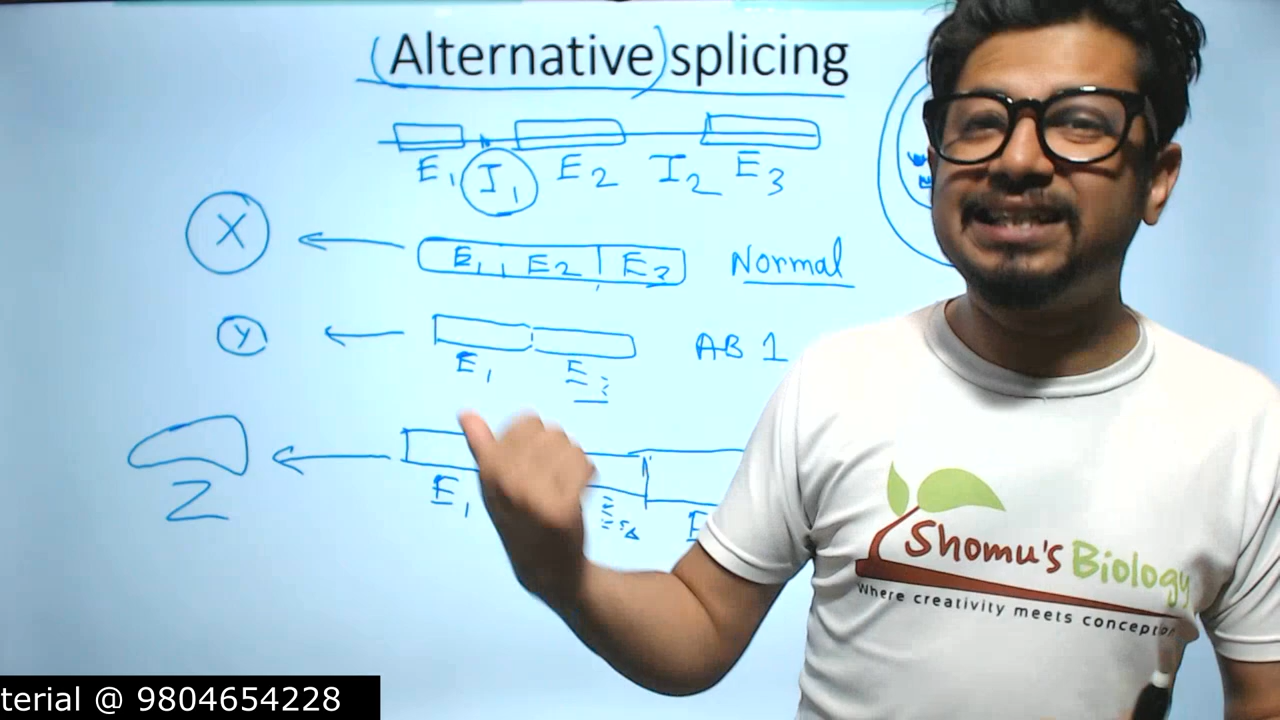 (Alternative) splicing
E1 I1 E2 I2 E3
X E1 E2 E3 Normal
Y AB 1
E1
Z
E1
Shomu's Biology
Where creativity meets conception
terial @ 9804654228